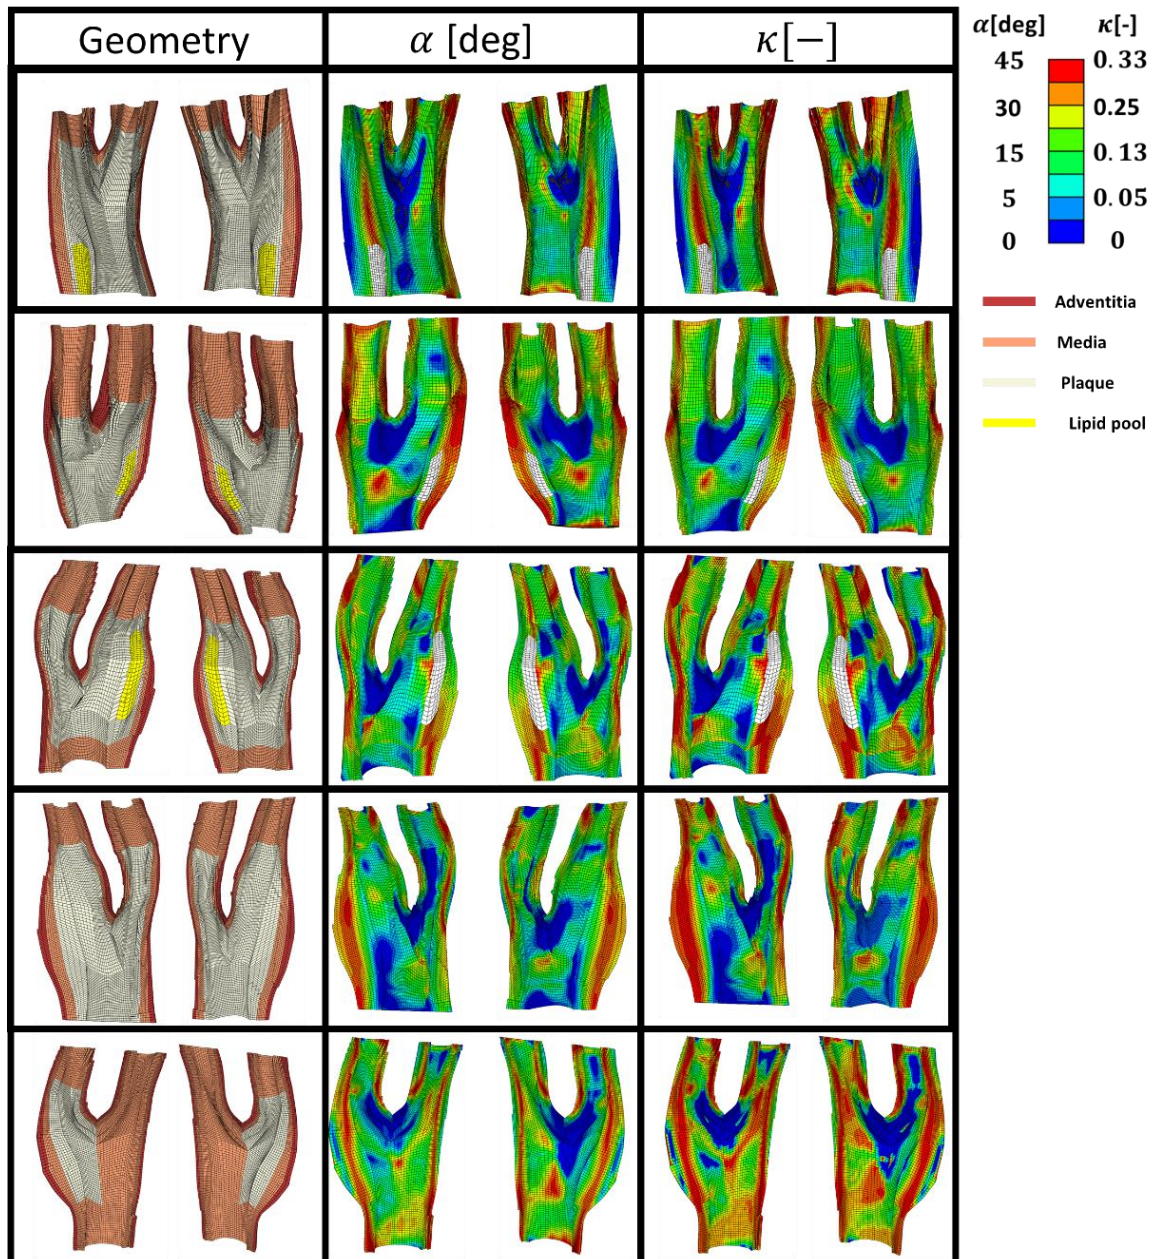 Geometry
α [deg]
κ[−]
α[deg] κ[-]
45 0.33
30 0.25
15 0.13
5 0.05
0 0
Adventitia
Media
Plaque
Lipid pool